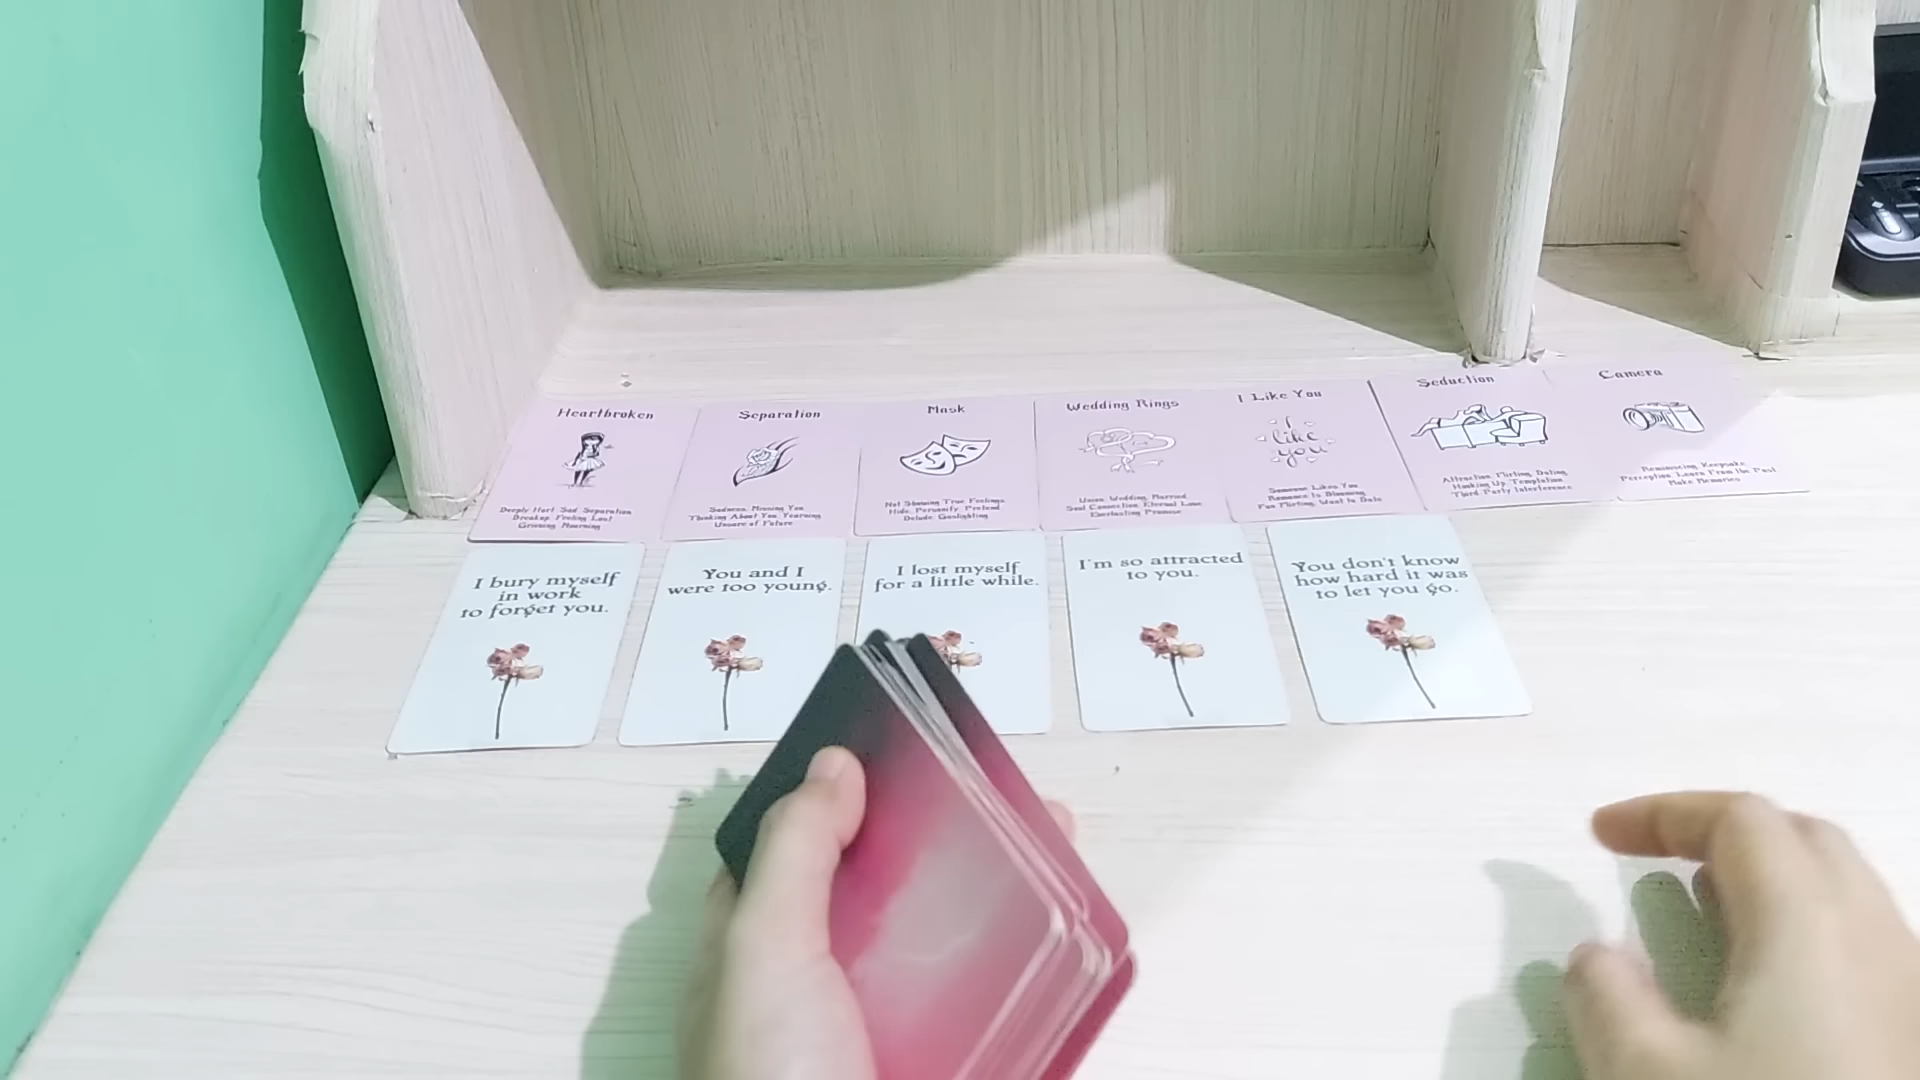 Heartbroken
Deeply Hurt Sad Separation
Breakup Feeling Lost
Grieving Mourning
Separation
Sadness Missing You
Thinking About You Yearning
Unsure of Future
Mask
Not Showing True Feelings
Hide Personify Pretend
Delude Gaslighting
Wedding Rings
Union Wedding Married
Soul Connection Eternal Love
Everlasting Promise
I Like You
I
like
you
Someone Likes You
Romance Is Blooming
Fun Flirting Want to Date
Seduction
Attraction Flirting Dating
Hooking Up Temptation
Third Party Interference
Camera
Reminiscing Keepsake
Perception Learn From the Past
Make Memories
I bury myself
in work
to forget you.
You and I
were too young.
I lost myself
for a little while.
I'm so attracted
to you.
You don't know
how hard it was
to let you go.